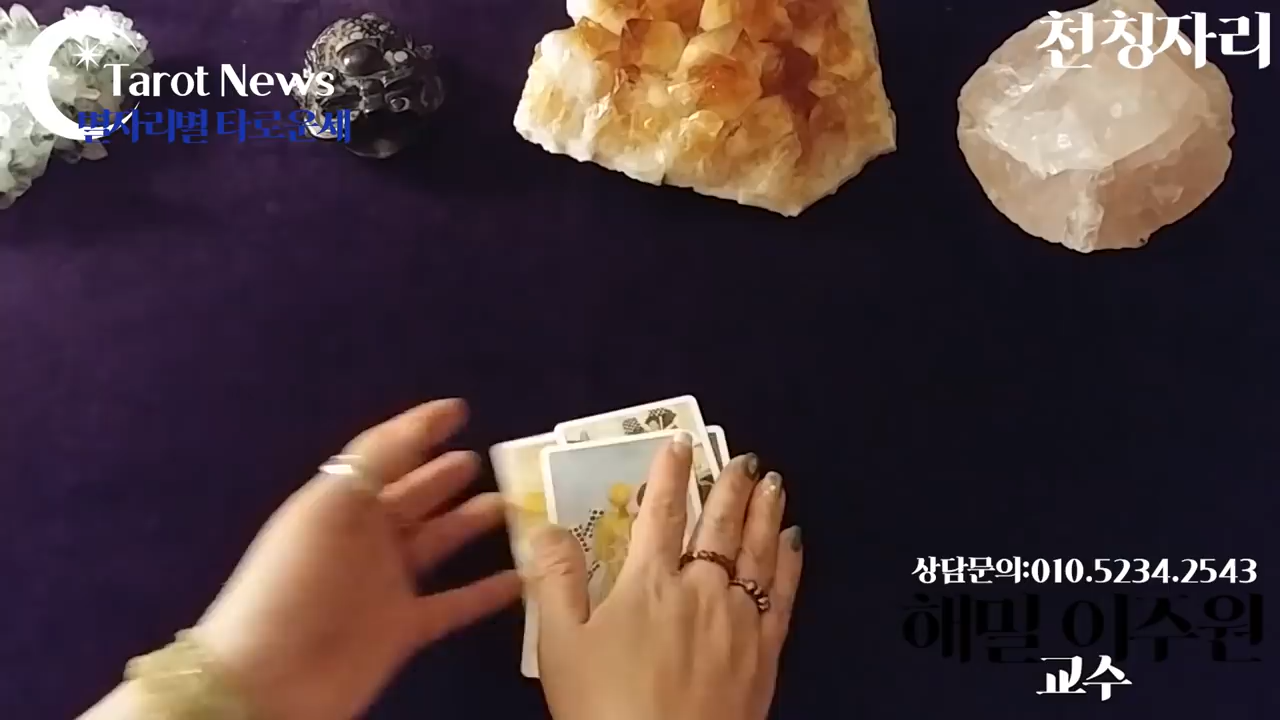 천칭자리
Tarot News
별자리별 타로운세
상담문의:010.5234.2543
해밀 이주원
교수